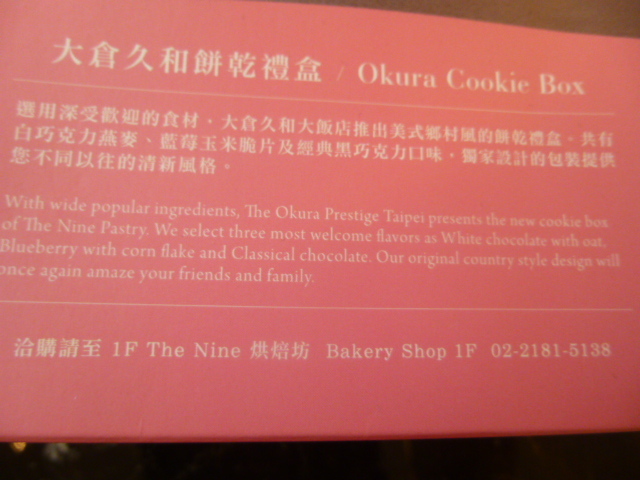 大倉久和餅乾禮盒 / Okura Cookie Box
選用深受歡迎的食材，大倉久和大飯店推出美式鄉村風的餅乾禮盒。共有
白巧克力燕麥、藍莓玉米脆片及經典黑巧克力口味，獨家設計的包裝提供
您不同以往的清新風格。
With wide popular ingredients, The Okura Prestige Taipei presents the new cookie box
of The Nine Pastry. We select three most welcome flavors as White chocolate with oat,
Blueberry with corn flake and Classical chocolate. Our original country style design will
once again amaze your friends and family.
洽購請至 1F The Nine 烘焙坊 Bakery Shop 1F 02-2181-5138